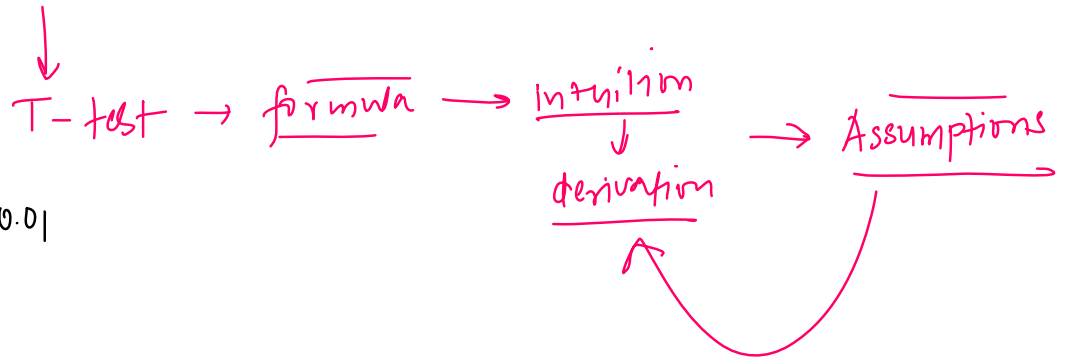 T-test → formula → intuition → Assumptions
↓
derivation
0.01